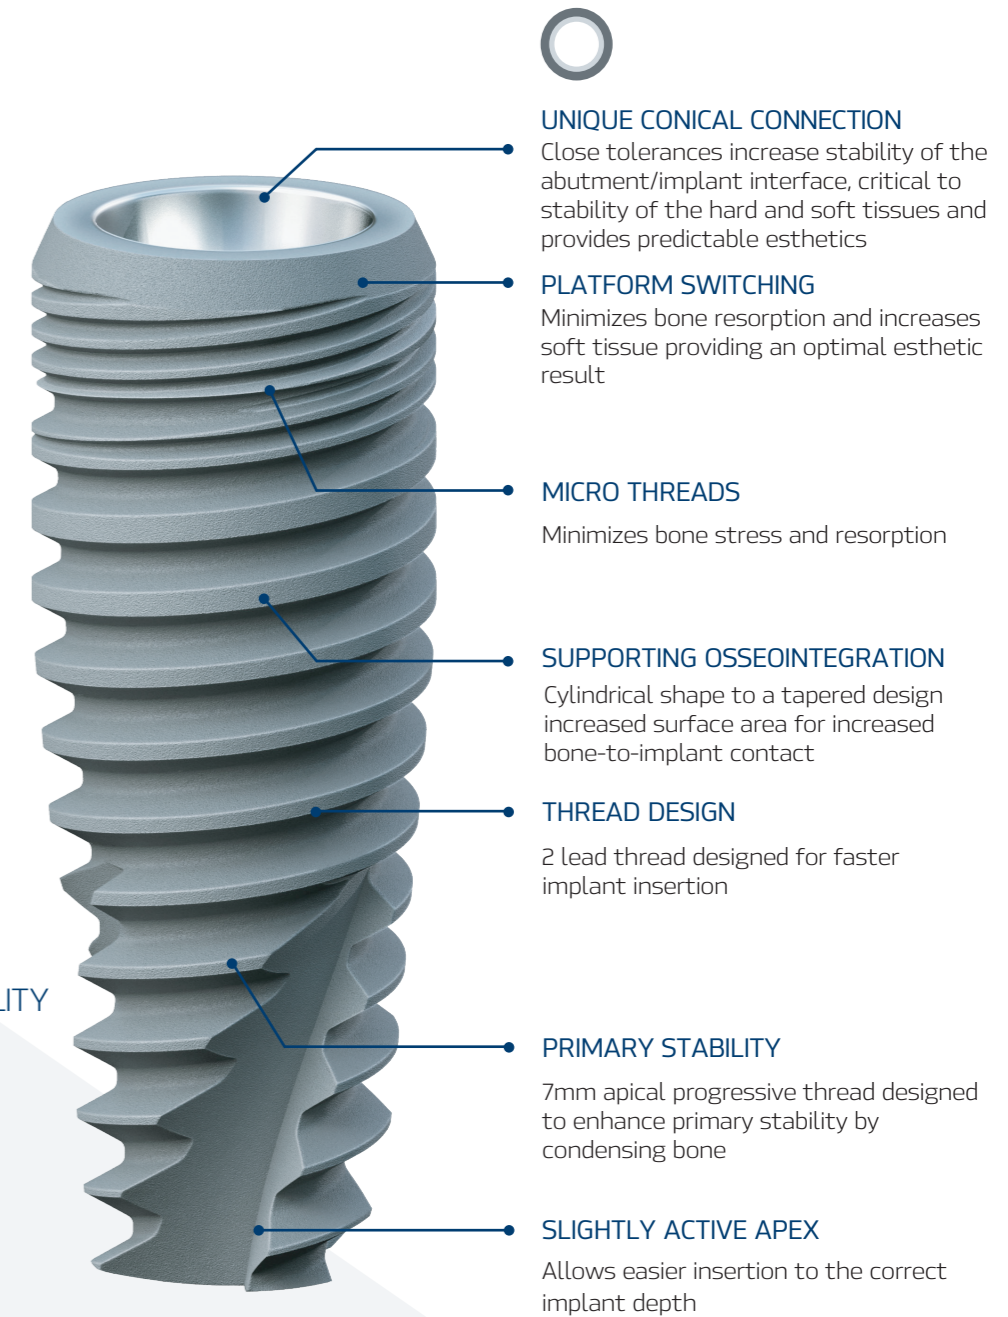 UNIQUE CONICAL CONNECTION
Close tolerances increase stability of the
abutment/implant interface, critical to
stability of the hard and soft tissues and
provides predictable esthetics
PLATFORM SWITCHING
Minimizes bone resorption and increases
soft tissue providing an optimal esthetic
result
MICRO THREADS
Minimizes bone stress and resorption
SUPPORTING OSSEOINTEGRATION
Cylindrical shape to a tapered design
increased surface area for increased
bone-to-implant contact
THREAD DESIGN
2 lead thread designed for faster
implant insertion
LITY
PRIMARY STABILITY
7mm apical progressive thread designed
to enhance primary stability by
condensing bone
SLIGHTLY ACTIVE APEX
Allows easier insertion to the correct
implant depth